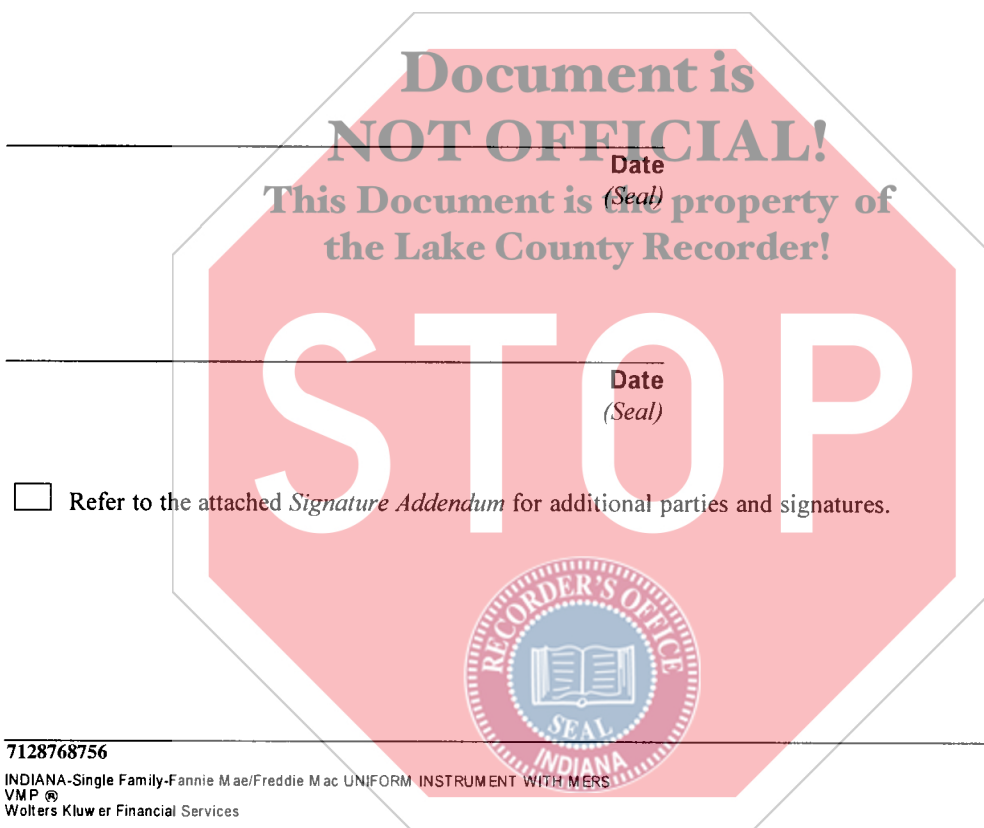 Document is
NOT OFFICIAL!
Date
This Document is the property of
(Seal)
the Lake County Recorder!
STOP
Date
(Seal)
Refer to the attached Signature Addendum for additional parties and signatures.
RECORDER'S OFFICE
SEAL
INDIANA
7128768756
INDIANA-Single Family-Fannie Mae/Freddie Mac UNIFORM INSTRUMENT WITH MERS
VMP ®
Wolters Kluwer Financial Services